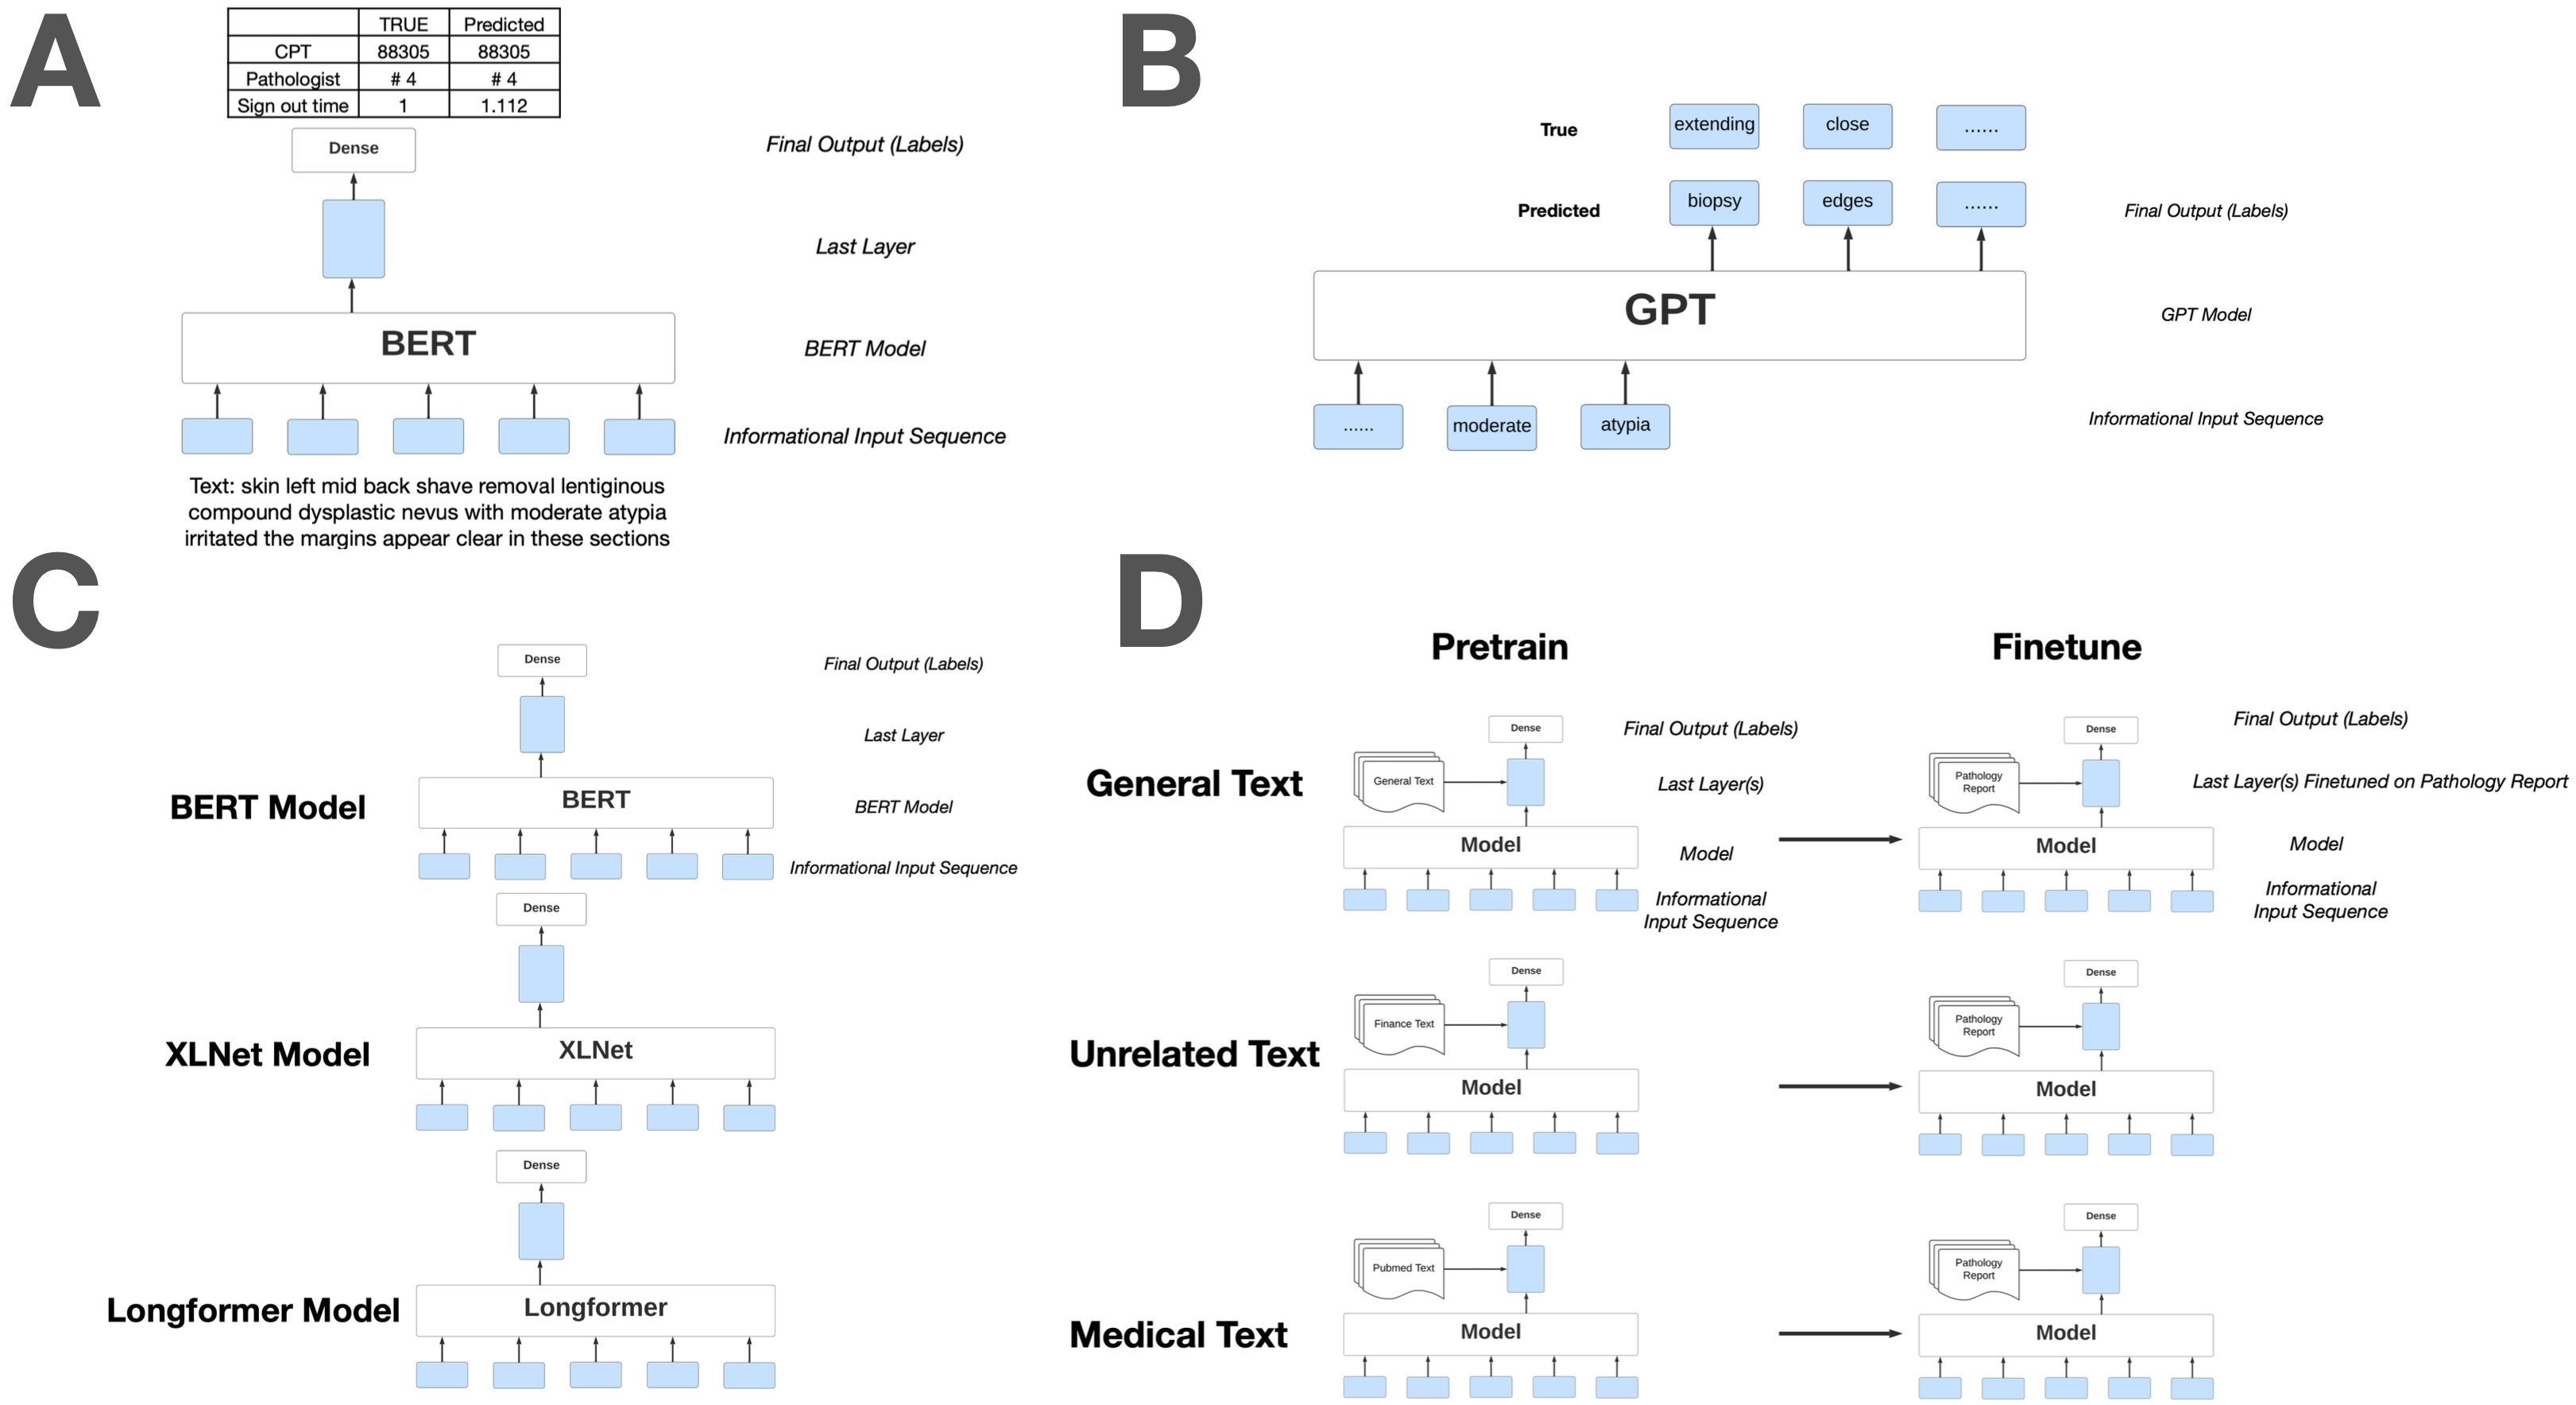 A
TRUE Predicted
CPT 88305 88305
Pathologist # 4 # 4
Sign out time 1 1.112
Dense
Final Output (Labels)
Last Layer
BERT
BERT Model
Informational Input Sequence
Text: skin left mid back shave removal lentiginous
compound dysplastic nevus with moderate atypia
irritated the margins appear clear in these sections
B
True extending close ......
Predicted biopsy edges ......
Final Output (Labels)
GPT
GPT Model
...... moderate atypia
Informational Input Sequence
C
Dense
Final Output (Labels)
Last Layer
BERT Model
BERT
BERT Model
Informational Input Sequence
Dense
XLNet Model
XLNet
Dense
Longformer Model
Longformer
D
Pretrain
Finetune
General Text
Dense
Final Output (Labels)
General Text
Last Layer(s)
Model
Model
Informational
Input Sequence
Dense
Final Output (Labels)
Pathology
Report
Last Layer(s) Finetuned on Pathology Report
Model
Model
Informational
Input Sequence
Unrelated Text
Dense
Finance Text
Model
Dense
Pathology
Report
Model
Medical Text
Dense
Pubmed Text
Model
Dense
Pathology
Report
Model